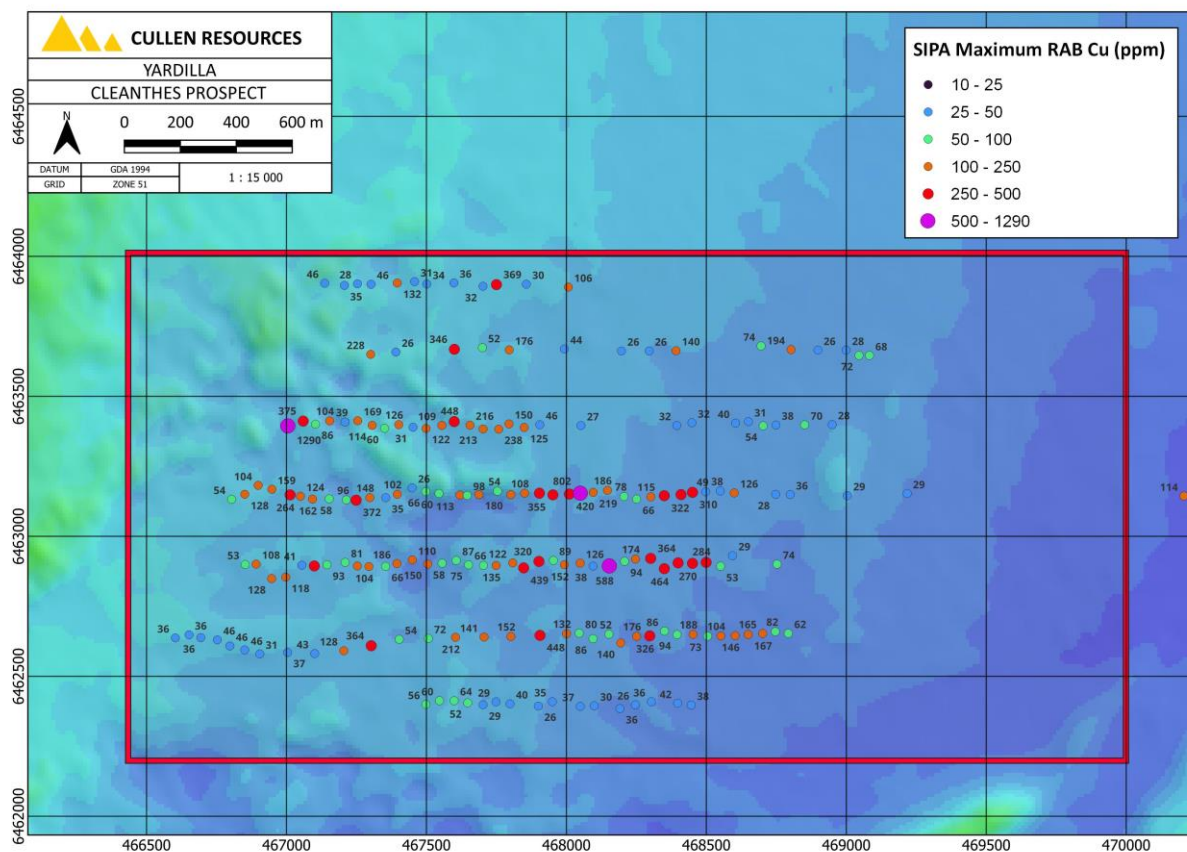 CULLEN RESOURCES
YARDILLA
CLEANTHES PROSPECT
N
0 200 400 600 m
DATUM GDA 1994
GRID ZONE 51
1 : 15 000
SIPA Maximum RAB Cu (ppm)
10 - 25
25 - 50
50 - 100
100 - 250
250 - 500
500 - 1290
6464500
6464000
6463500
6463000
6462500
6462000
46 28 46 31 34 36 369 30 106
35 132 32
228 26 346 52 176 44 26 26 140 74 194 26 28 68
72
375 104 39 169 126 109 448 216 150 46 27 32 32 40 31 38 70 28
1290 86 114 60 31 122 213 238 125 54
54 104 159 124 96 148 102 26 98 54 108 802 186 78 115 49 38 126 36 29 29 114
128 264 162 58 372 35 66 60 113 180 355 420 219 66 322 310 28
53 108 41 81 186 110 87 66 122 320 89 126 174 364 284 29 74
128 118 93 104 66 150 58 75 135 439 152 38 588 94 464 270 53
36 36 46 46 43 128 364 54 72 141 152 132 80 52 176 86 188 104 165 82 62
36 46 31 37 212 448 86 140 326 94 73 146 167
56 60 64 29 40 35 37 30 26 36 42 38
52 29 26 36
466500 467000 467500 468000 468500 469000 469500 470000